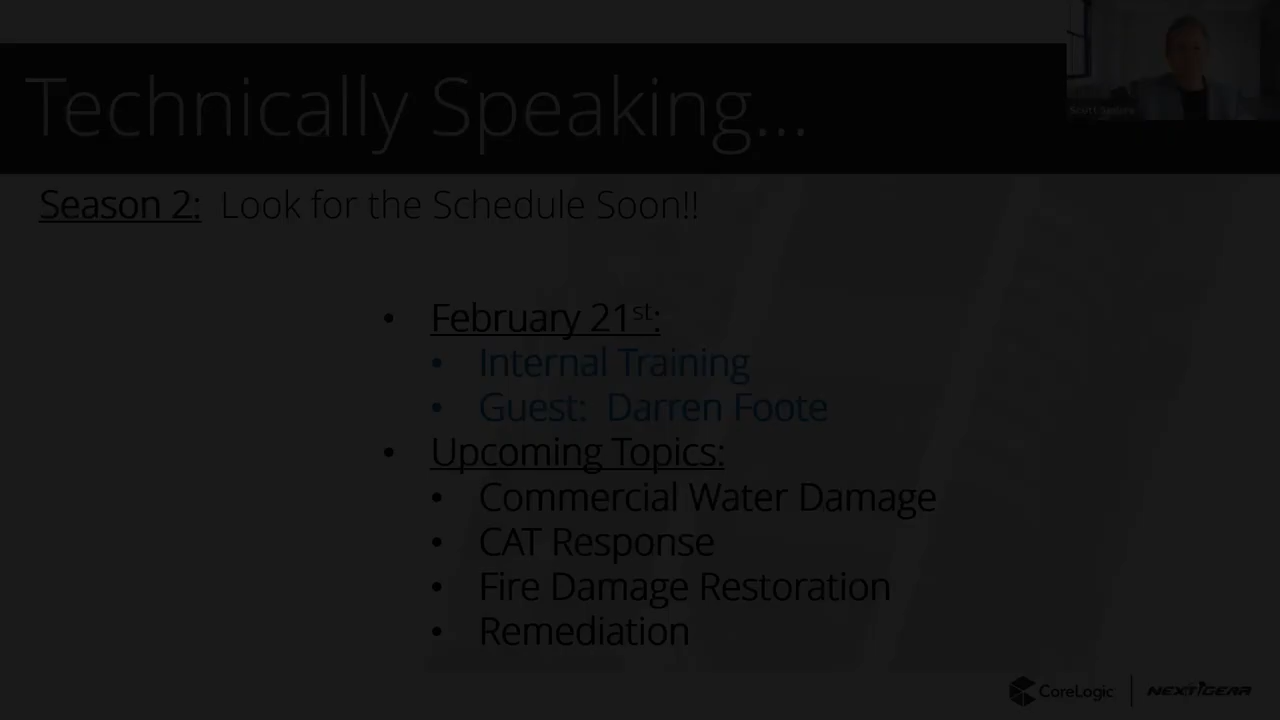 Technically Speaking...
Season 2: Look for the Schedule Soon!!
• February 21st:
• Internal Training
• Guest: Darren Foote
• Upcoming Topics:
• Commercial Water Damage
• CAT Response
• Fire Damage Restoration
• Remediation
CoreLogic | NEXTGEAR